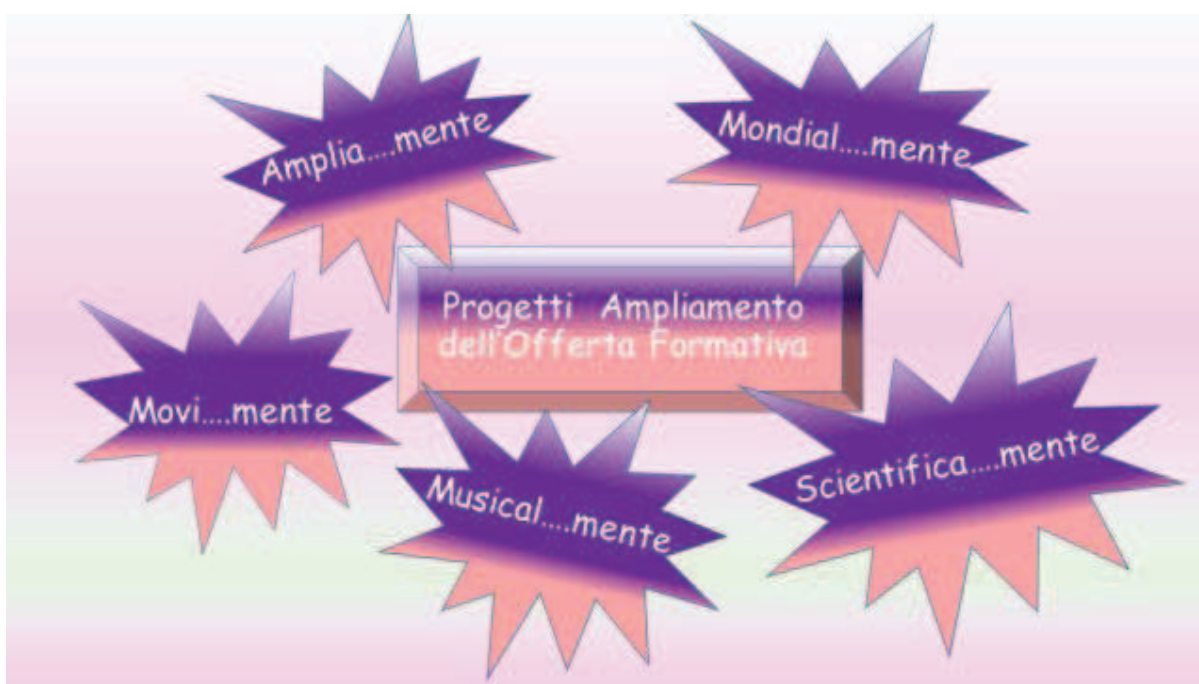 Amplia....mente
Mondial....mente
Progetti Ampliamento
dell'Offerta Formativa
Movi....mente
Musical....mente
Scientifica....mente